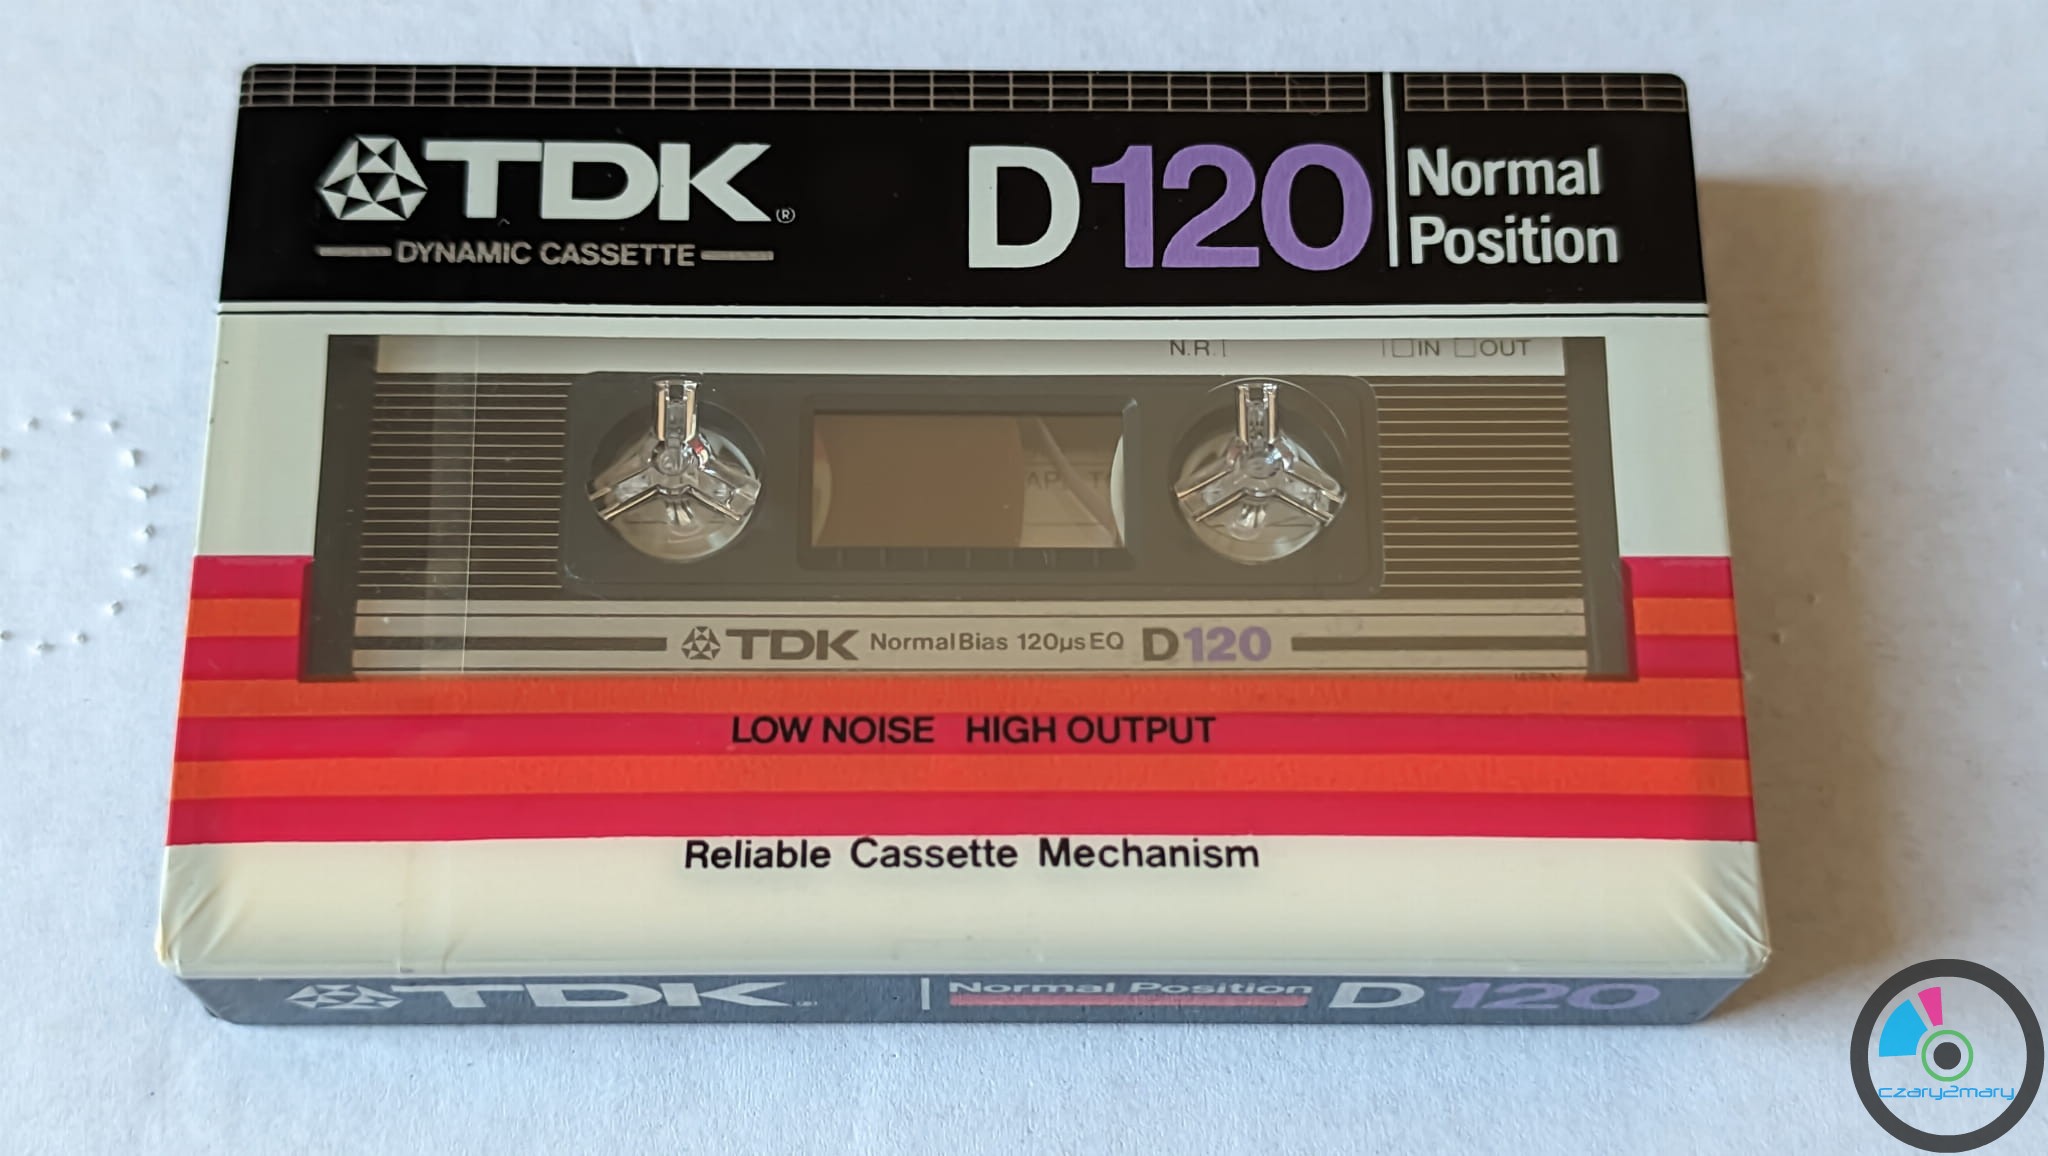 TDK®
DYNAMIC CASSETTE
D120
Normal
Position
N.R.
IN OUT
TDK Normal Bias 120μs EQ D120
LOW NOISE HIGH OUTPUT
Reliable Cassette Mechanism
TDK Normal Position D120
czary2mary